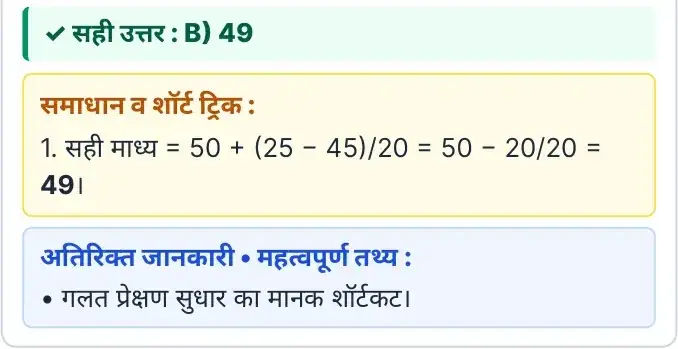 ✓ सही उत्तर : B) 49
समाधान व शॉर्ट ट्रिक :
1. सही माध्य = 50 + (25 − 45)/20 = 50 − 20/20 =
49।
अतिरिक्त जानकारी • महत्वपूर्ण तथ्य :
• गलत प्रेक्षण सुधार का मानक शॉर्टकट।